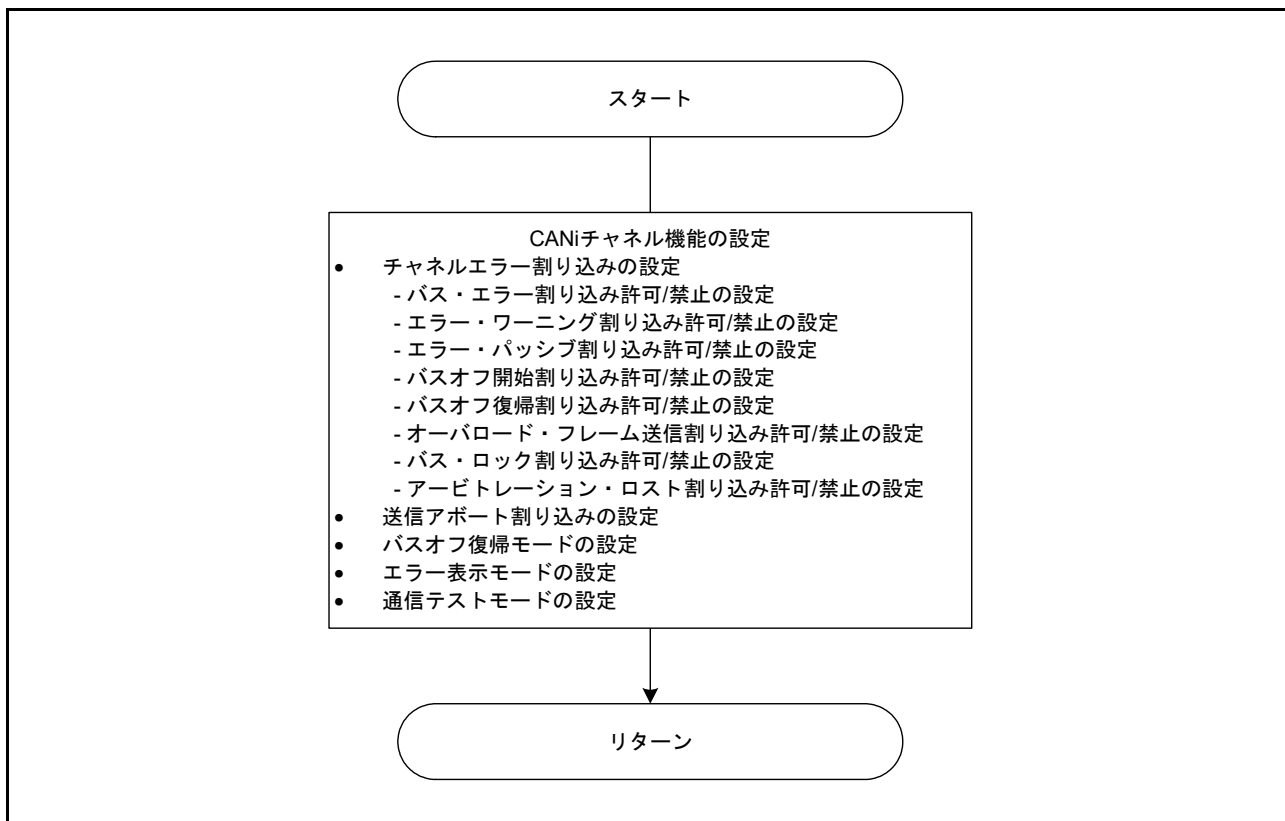 スタート
CANiチャネル機能の設定
• チャネルエラー割り込みの設定
- バス・エラー割り込み許可/禁止の設定
- エラー・ワーニング割り込み許可/禁止の設定
- エラー・パッシブ割り込み許可/禁止の設定
- バスオフ開始割り込み許可/禁止の設定
- バスオフ復帰割り込み許可/禁止の設定
- オーバロード・フレーム送信割り込み許可/禁止の設定
- バス・ロック割り込み許可/禁止の設定
- アービトレーション・ロスト割り込み許可/禁止の設定
• 送信アボート割り込みの設定
• バスオフ復帰モードの設定
• エラー表示モードの設定
• 通信テストモードの設定
リターン